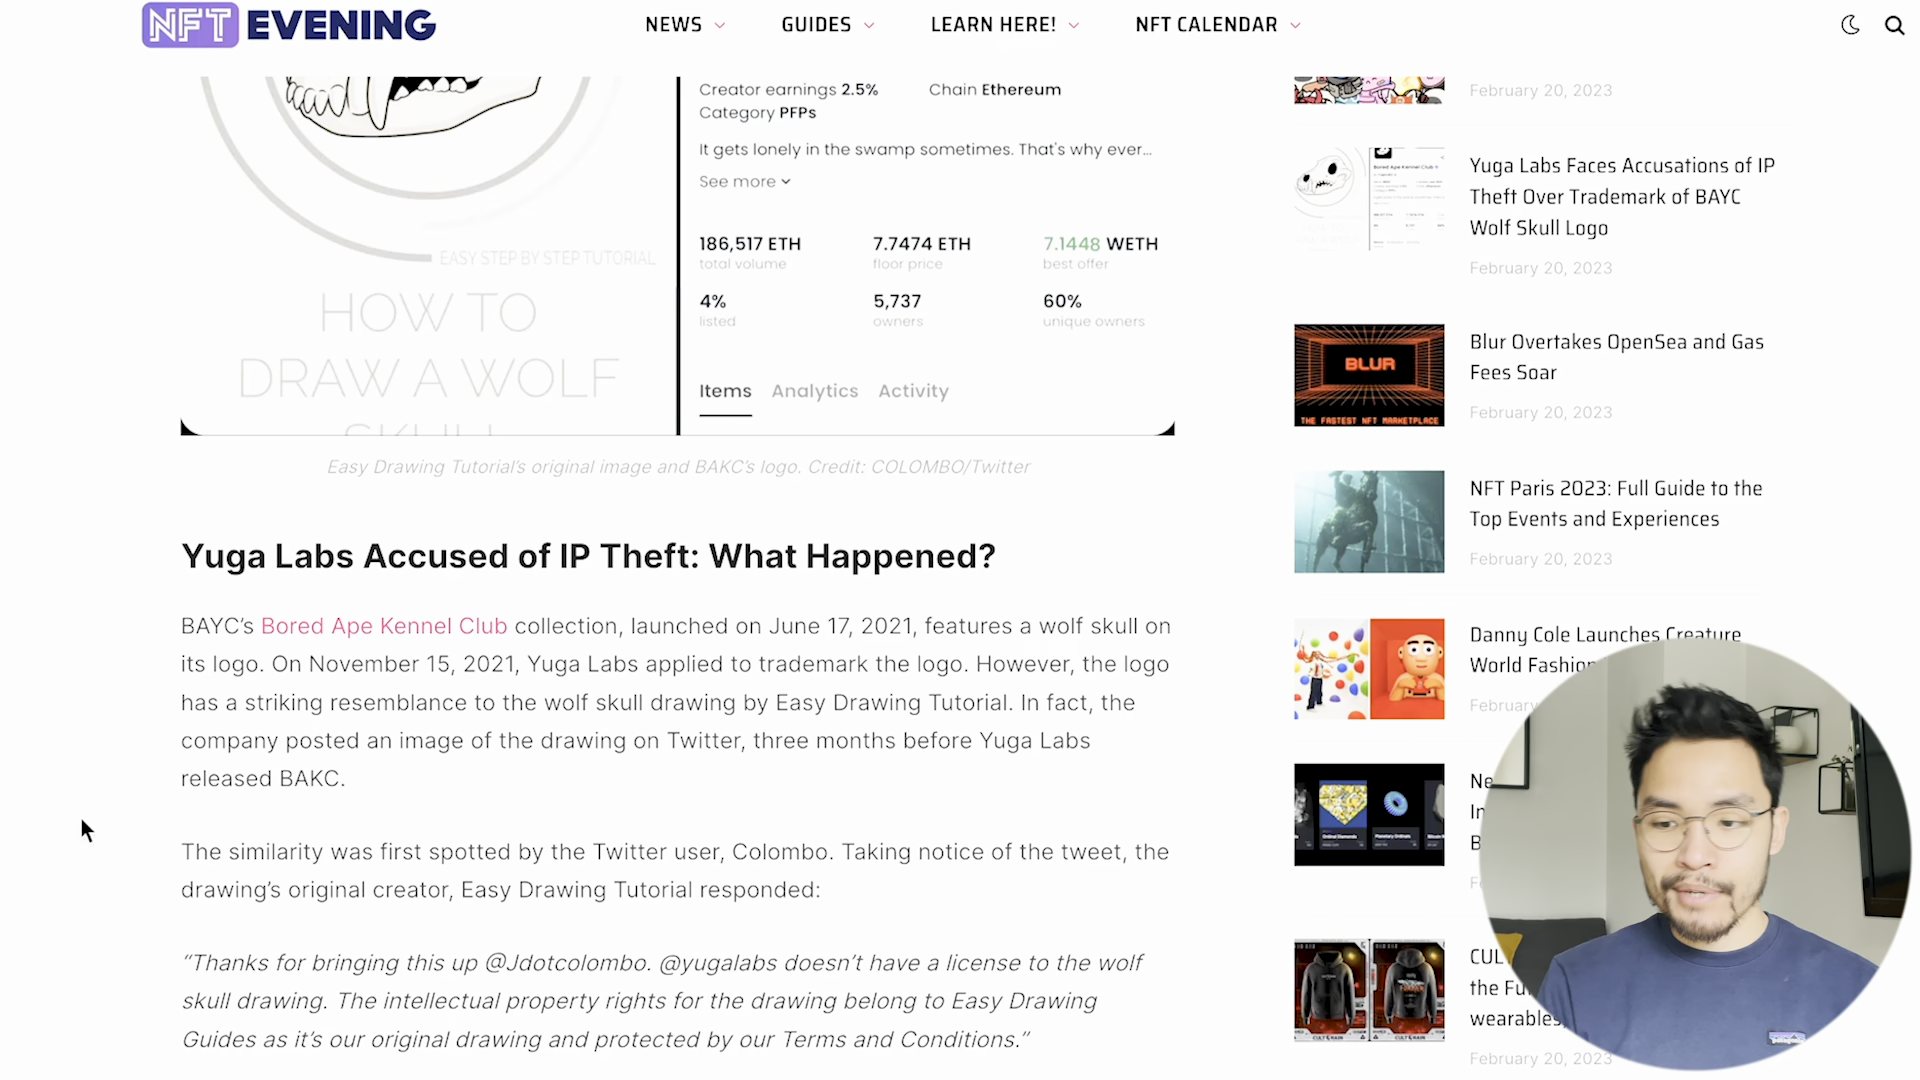 NFT EVENING
NEWS
GUIDES
LEARN HERE!
NFT CALENDAR
EASY STEP BY STEP TUTORIAL
HOW TO
DRAW A WOLF
SKULL
Creator earnings 2.5%
Chain Ethereum
Category PFPs
It gets lonely in the swamp sometimes. That's why ever...
See more
186,517 ETH
total volume
7.7474 ETH
floor price
7.1448 WETH
best offer
4%
listed
5,737
owners
60%
unique owners
Items
Analytics
Activity
Easy Drawing Tutorial’s original image and BAKC’s logo. Credit: COLOMBO/Twitter
Yuga Labs Accused of IP Theft: What Happened?
BAYC’s Bored Ape Kennel Club collection, launched on June 17, 2021, features a wolf skull on
its logo. On November 15, 2021, Yuga Labs applied to trademark the logo. However, the logo
has a striking resemblance to the wolf skull drawing by Easy Drawing Tutorial. In fact, the
company posted an image of the drawing on Twitter, three months before Yuga Labs
released BAKC.
The similarity was first spotted by the Twitter user, Colombo. Taking notice of the tweet, the
drawing’s original creator, Easy Drawing Tutorial responded:
“Thanks for bringing this up @Jdotcolombo. @yugalabs doesn’t have a license to the wolf
skull drawing. The intellectual property rights for the drawing belong to Easy Drawing
Guides as it’s our original drawing and protected by our Terms and Conditions.”
February 20, 2023
Bored Ape Kennel Club
Yuga Labs Faces Accusations of IP
Theft Over Trademark of BAYC
Wolf Skull Logo
February 20, 2023
BLUR
THE FASTEST NFT MARKETPLACE
Blur Overtakes OpenSea and Gas
Fees Soar
February 20, 2023
NFT Paris 2023: Full Guide to the
Top Events and Experiences
February 20, 2023
Danny Cole Launches Creature
World Fashion
February
Ne
In
B
CULT
the Fu
wearables
February 20, 2023